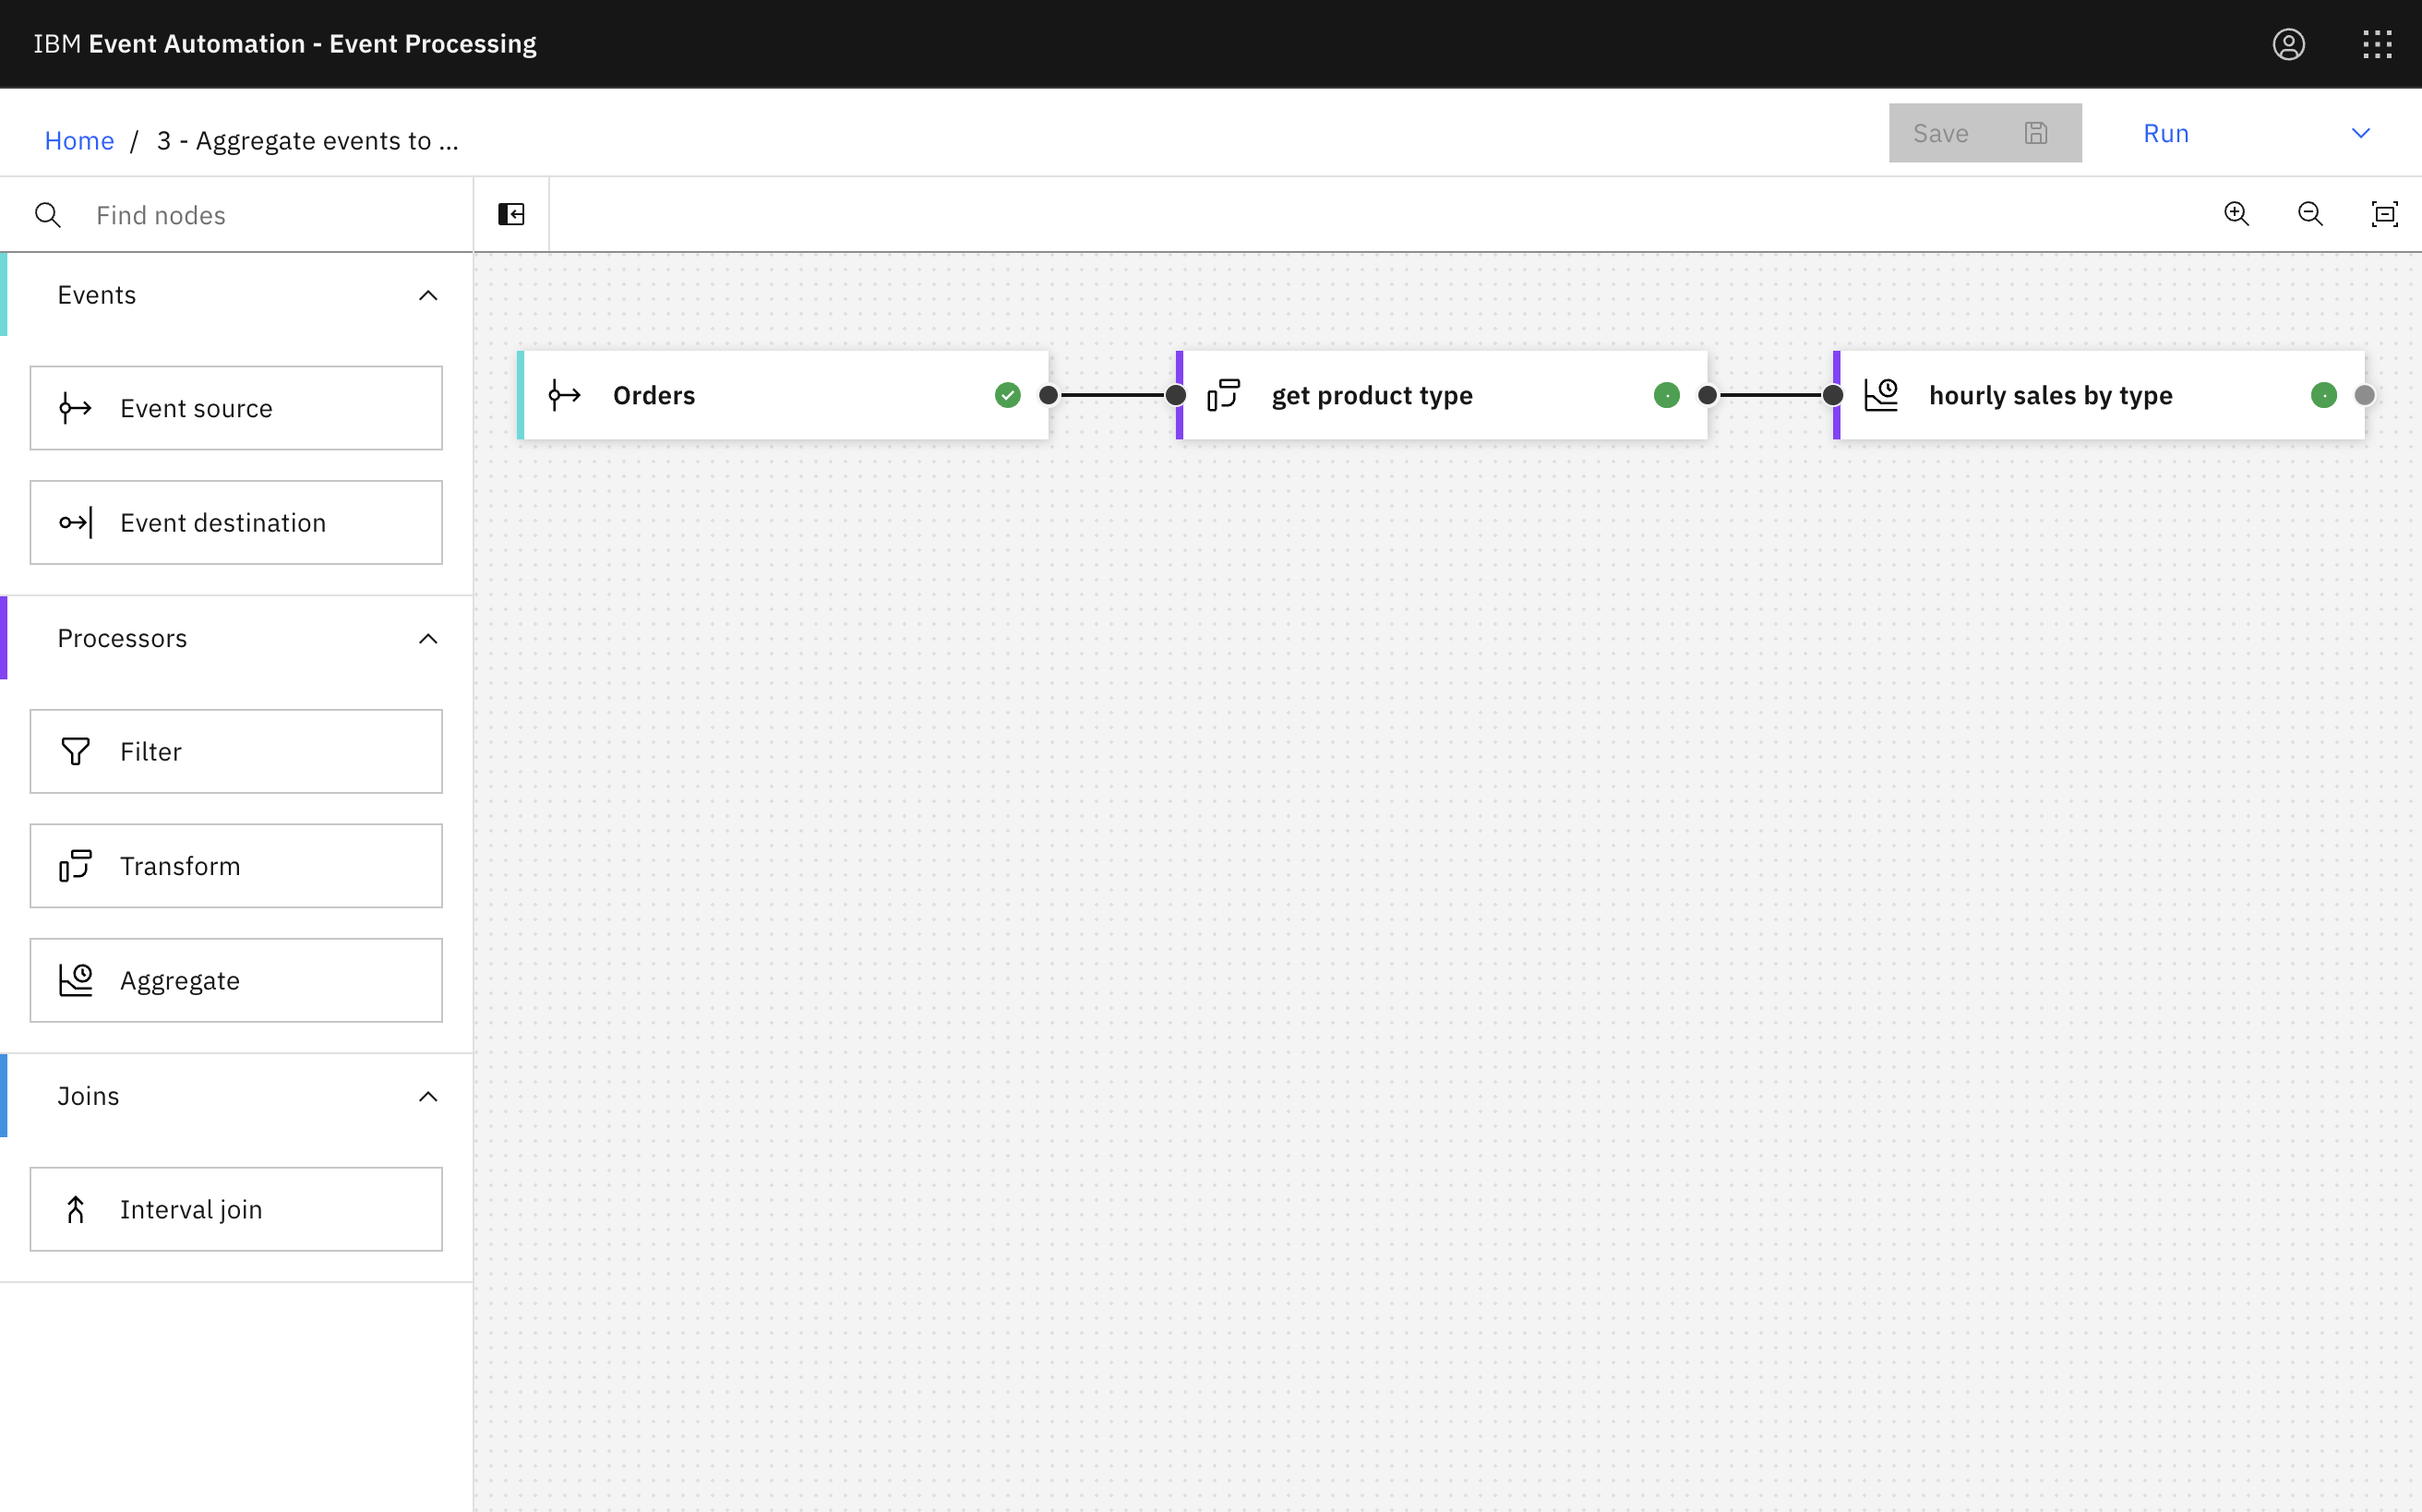 IBM Event Automation - Event Processing
Home / 3 - Aggregate events to ...
Save
Run
Find nodes
Events
Event source
Event destination
Processors
Filter
Transform
Aggregate
Joins
Interval join
Orders
get product type
hourly sales by type